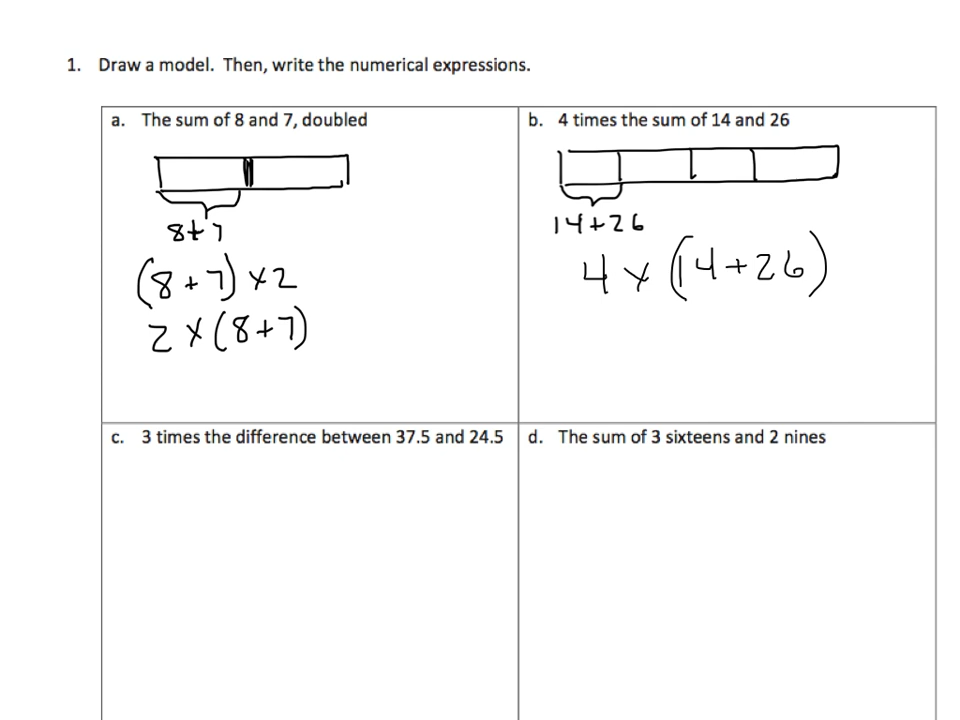 1. Draw a model. Then, write the numerical expressions.
a. The sum of 8 and 7, doubled
8+7
(8+7) x2
2 x (8+7)
b. 4 times the sum of 14 and 26
14+26
4 x (14+26)
c. 3 times the difference between 37.5 and 24.5
d. The sum of 3 sixteens and 2 nines